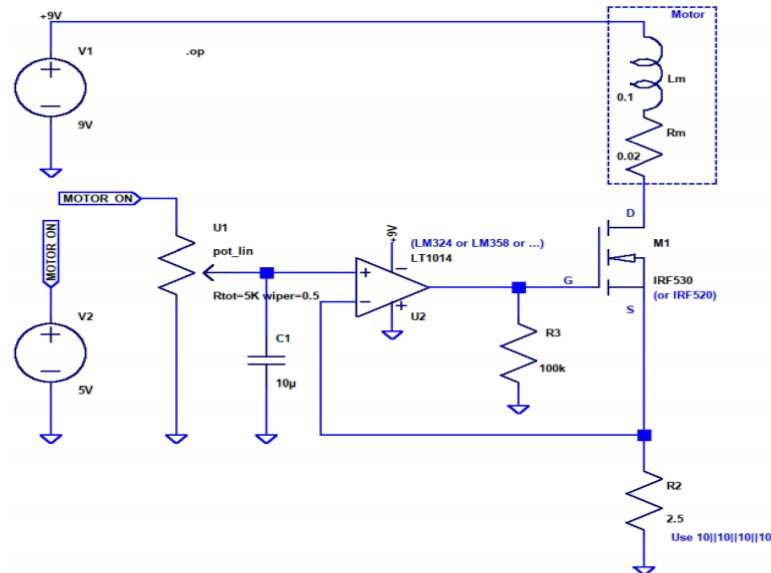 +9V
Motor
V1
.op
Lm
0.1
9V
Rm
0.02
MOTOR_ON
MOTOR_ON
U1
pot_lin
+9V
(LM324 or LM358 or ...)
LT1014
D
M1
G
IRF530
(or IRF520)
Rtot=5K wiper=0.5
U2
S
V2
C1
R3
10µ
100k
5V
R2
2.5
Use 10||10||10||10